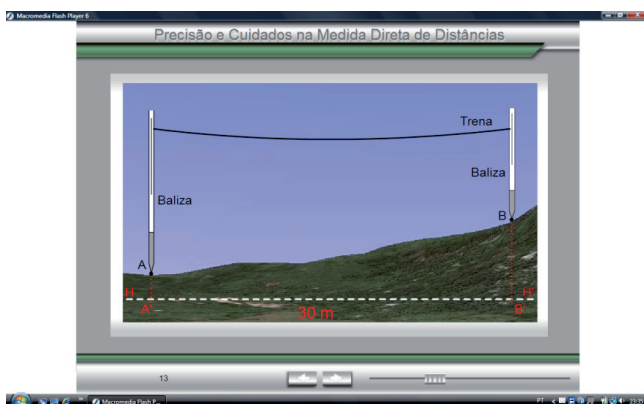 Macromedia Flash Player 6
Precisão e Cuidados na Medida Direta de Distâncias
Trena
Baliza
Baliza
B
A
H
H'
A'
30 m
B'
13
Macromedia Flash P...
PT